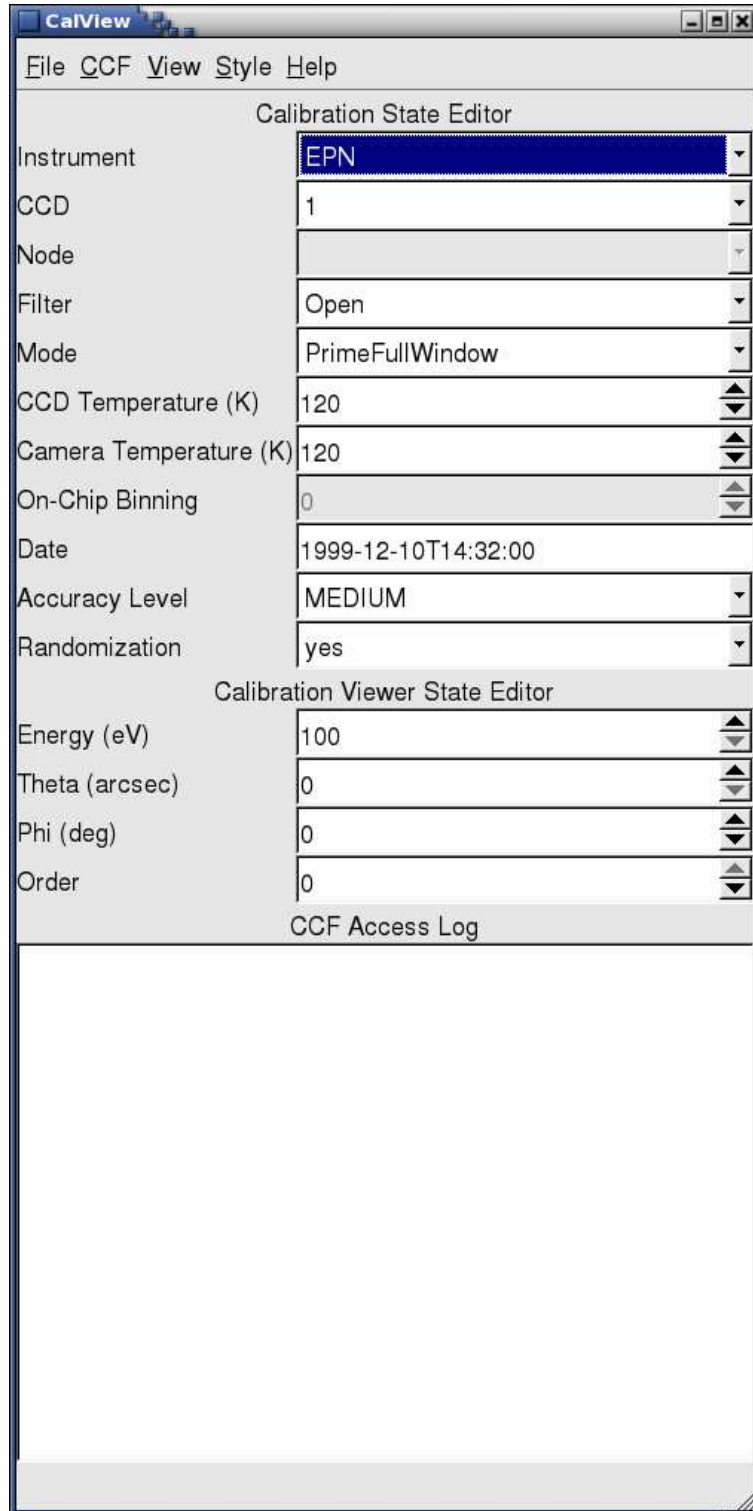 CalView
File CCF View Style Help
Calibration State Editor
Instrument EPN
CCD 1
Node
Filter Open
Mode PrimeFullWindow
CCD Temperature (K) 120
Camera Temperature (K) 120
On-Chip Binning 0
Date 1999-12-10T14:32:00
Accuracy Level MEDIUM
Randomization yes
Calibration Viewer State Editor
Energy (eV) 100
Theta (arcsec) 0
Phi (deg) 0
Order 0
CCF Access Log